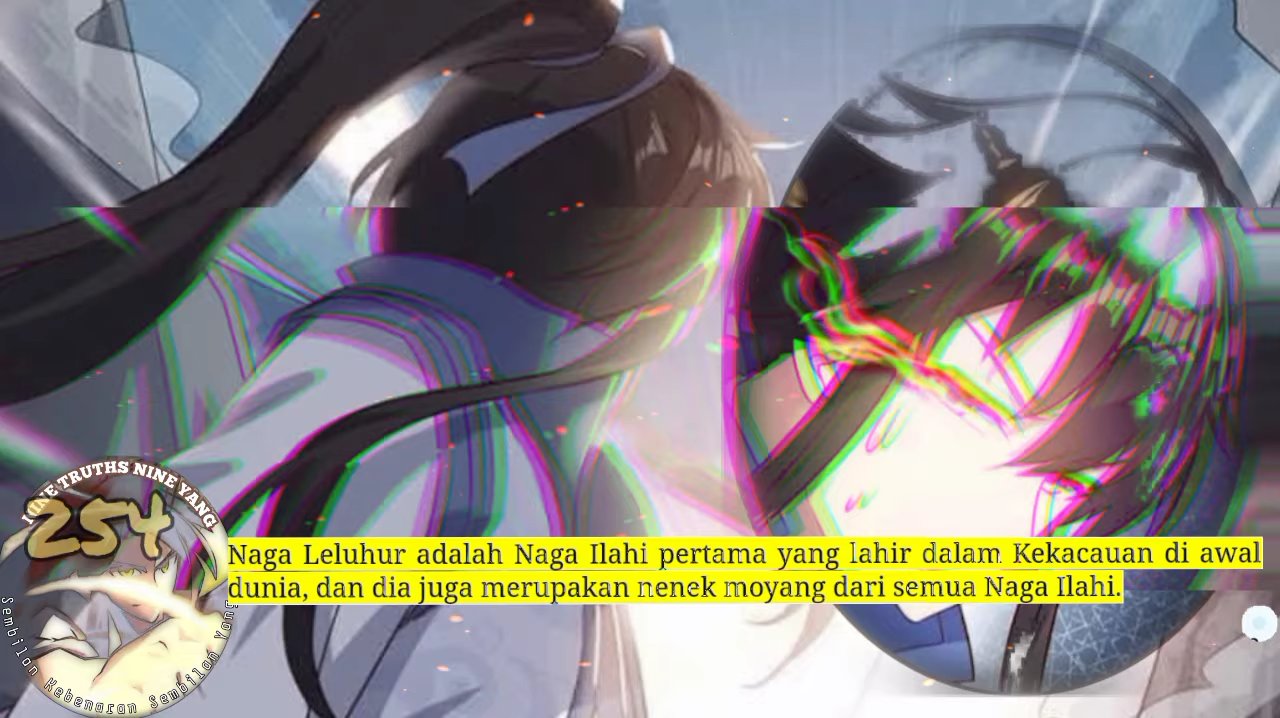 NINE TRUTHS NINE YANG
254
Naga Leluhur adalah Naga Ilahi pertama yang lahir dalam Kekacauan di awal
dunia, dan dia juga merupakan nenek moyang dari semua Naga Ilahi.
Sembilan Kebenaran Sembilan Yang